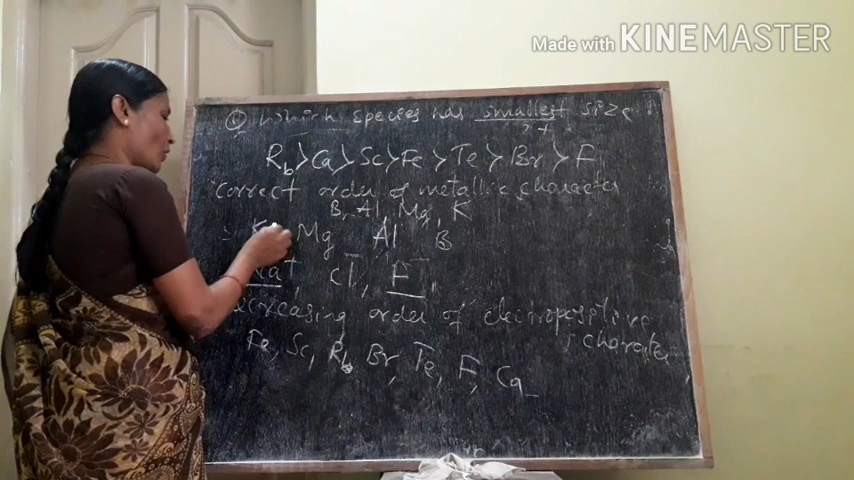 Made with KINEMASTER
Which species has smallest size
Rb > Ca > Sc > Fe > Te > Br > F
correct order of metallic character
B, Al, Mg, K
K Mg Al B
Na+, Cl-, F-,
decreasing order of electropositive
character
Fe, Sc, Rb, Br, Te, F, Ca